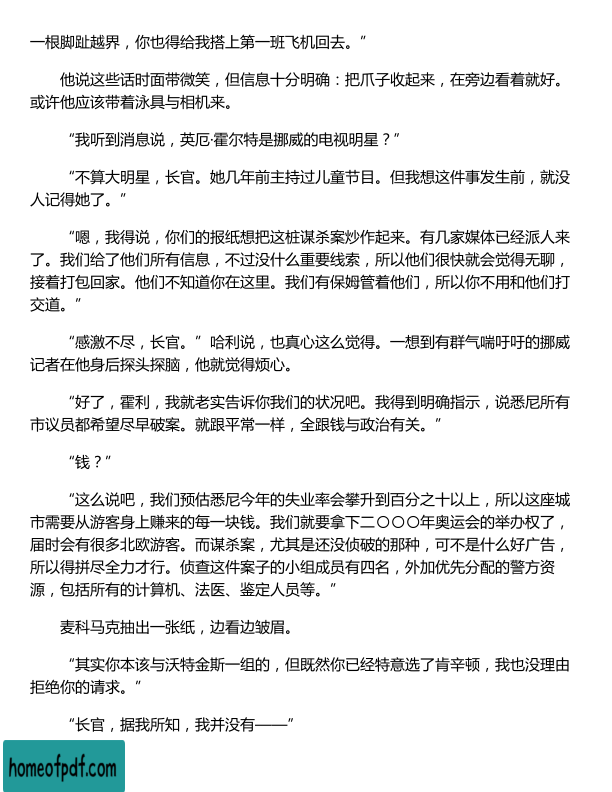 一根脚趾越界，你也得给我搭上第一班飞机回去。”
他说这些话时面带微笑，但信息十分明确：把爪子收起来，在旁边看着就好。
或许他应该带着泳具与相机来。
“我听到消息说，英厄·霍尔特是挪威的电视明星？”
“不算大明星，长官。她几年前主持过儿童节目。但我想这件事发生前，就没
人记得她了。”
“嗯，我得说，你们的报纸想把这桩谋杀案炒作起来。有几家媒体已经派人来
了。我们给了他们所有信息，不过没什么重要线索，所以他们很快就会觉得无聊，
接着打包回家。他们不知道你在这里。我们有保姆管着他们，所以你不用和他们打
交道。”
“感激不尽，长官。”哈利说，也真心这么觉得。一想到有群气喘吁吁的挪威
记者在他身后探头探脑，他就觉得烦心。
“好了，霍利，我就老实告诉你我们的状况吧。我得到明确指示，说悉尼所有
市议员都希望尽早破案。就跟平常一样，全跟钱与政治有关。”
“钱？”
“这么说吧，我们预估悉尼今年的失业率会攀升到百分之十以上，所以这座城
市需要从游客身上赚来的每一块钱。我们就要拿下二〇〇〇年奥运会的举办权了，
届时会有很多北欧游客。而谋杀案，尤其是还没侦破的那种，可不是什么好广告，
所以得拼尽全力才行。侦查这件案子的小组成员有四名，外加优先分配的警方资
源，包括所有的计算机、法医、鉴定人员等。”
麦科马克抽出一张纸，边看边皱眉。
“其实你本该与沃特金斯一组的，但既然你已经特意选了肯辛顿，我也没理由
拒绝你的请求。”
“长官，据我所知，我并没有——”
homeofpdf.com